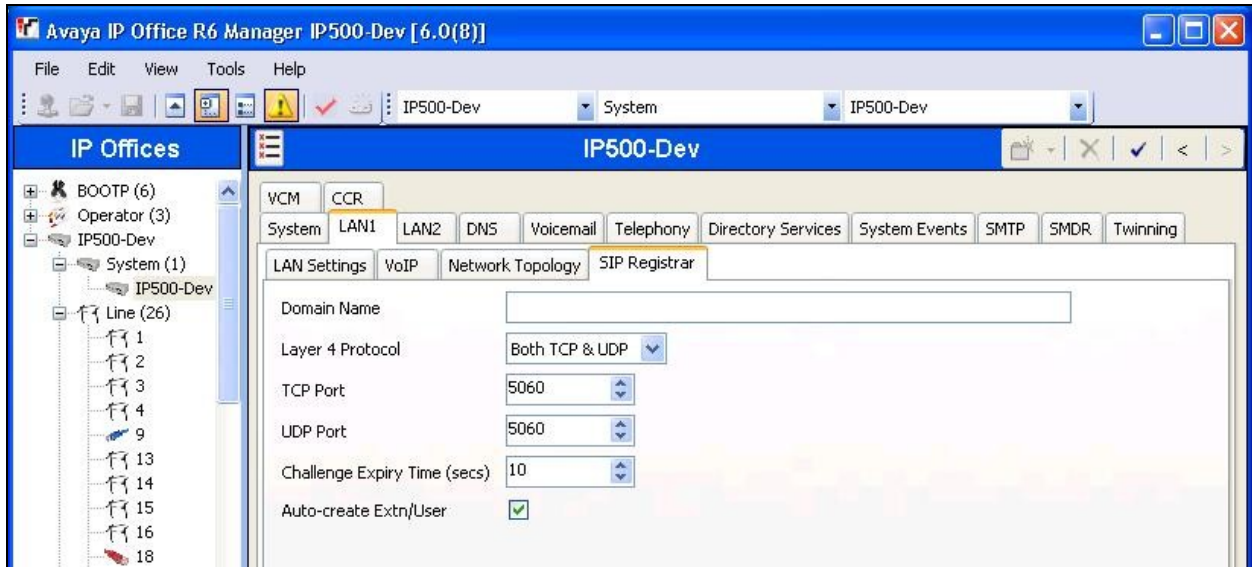 Avaya IP Office R6 Manager IP500-Dev [6.0(8)]
File Edit View Tools Help
IP500-Dev System IP500-Dev
IP Offices
IP500-Dev
BOOTP (6)
Operator (3)
IP500-Dev
System (1)
IP500-Dev
Line (26)
1
2
3
4
9
13
14
15
16
18
VCM CCR
System LAN1 LAN2 DNS Voicemail Telephony Directory Services System Events SMTP SMDR Twinning
LAN Settings VoIP Network Topology SIP Registrar
Domain Name
Layer 4 Protocol Both TCP & UDP
TCP Port 5060
UDP Port 5060
Challenge Expiry Time (secs) 10
Auto-create Extn/User